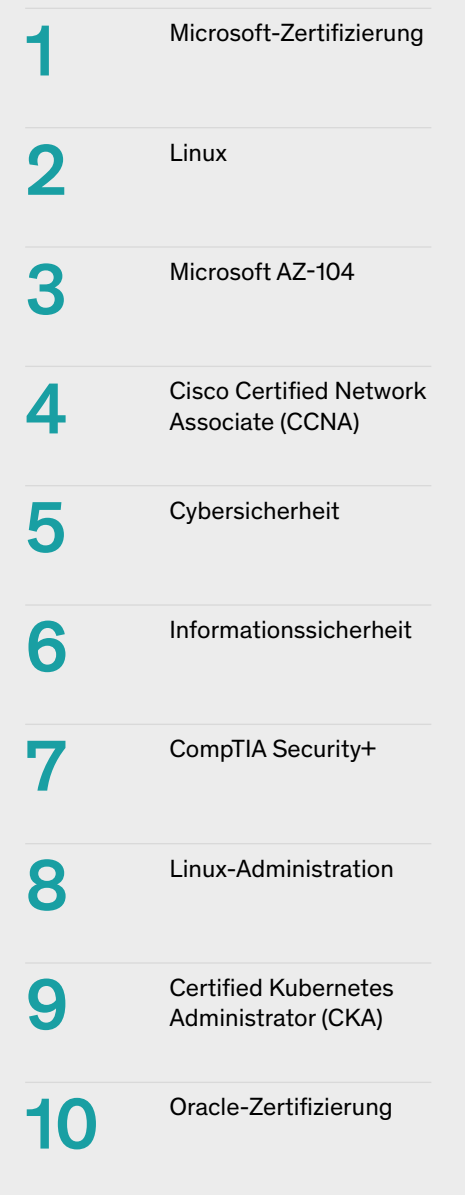 1
Microsoft-Zertifizierung
2
Linux
3
Microsoft AZ-104
4
Cisco Certified Network
Associate (CCNA)
5
Cybersicherheit
6
Informationssicherheit
7
CompTIA Security+
8
Linux-Administration
9
Certified Kubernetes
Administrator (CKA)
10
Oracle-Zertifizierung